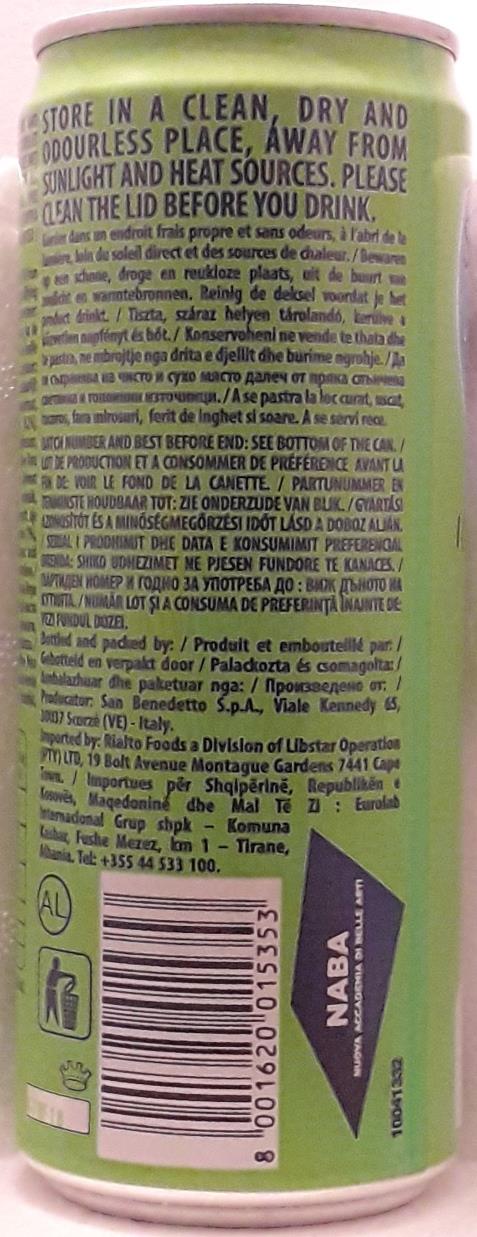 STORE IN A CLEAN, DRY AND
ODOURLESS PLACE, AWAY FROM
SUNLIGHT AND HEAT SOURCES. PLEASE
CLEAN THE LID BEFORE YOU DRINK.
dans un endroit frais propre et sans odeurs, à l'abri de la
lumière, loin du soleil direct et des sources de chaleur. / Bewaren
op een schone, droge en reukloze plaats, uit de buurt van
zonlicht en warmtebronnen. Reinig de deksel voordat je het
product drinkt. / Tiszta, száraz helyen tárolandó, kerülve a
közvetlen napfényt és hőt. / Konservoheni ne vende te thata dhe
te pastra, ne mbrojtje nga drita e djellit dhe burime ngrohje. / Да
се съхранява на чисто и сухо място далеч от пряка слънчева
светлина и топлинни източници. / A se pastra la loc curat, uscat,
racoros, fara mirosuri, ferit de inghet si soare. A se servi rece.
BATCH NUMBER AND BEST BEFORE END: SEE BOTTOM OF THE CAN. /
LOT DE PRODUCTION ET A CONSOMMER DE PRÉFÉRENCE AVANT LA
FIN DE: VOIR LE FOND DE LA CANETTE. / PARTIJNUMMER EN
TENMINSTE HOUDBAAR TOT: ZIE ONDERZIJDE VAN BLIK. / GYÁRTÁSI
AZONOSÍTÓT ÉS A MINŐSÉGMEGŐRZÉSI IDŐT LÁSD A DOBOZ ALJÁN.
/ SERIAL I PRODHIMIT DHE DATA E KONSUMIMIT PREFERENCIAL
BRENDA: SHIKO UDHEZIMET NE PJESEN FUNDORE TE KANACES. /
ПАРТИДЕН НОМЕР И ГОДНО ЗА УПОТРЕБА ДО : ВИЖ ДЪНОТО НА
КУТИЯТА. / NUMĂR LOT ŞI A CONSUMA DE PREFERINŢĂ ÎNAINTE DE:
VEZI FUNDUL DOZEI.
Bottled and packed by: / Produit et embouteillé par: /
Gebotteld en verpakt door / Palackozta és csomagolta: /
Ambalazhuar dhe paketuar nga: / Произведено от: /
Producator: San Benedetto S.p.A., Viale Kennedy 65,
30037 Scorzè (VE) - Italy.
Imported by: Rialto Foods a Division of Libstar Operation
(PTY) LTD, 19 Bolt Avenue Montague Gardens 7441 Cape
Town. / Importues për Shqipërinë, Republikën e
Kosovës, Maqedoninë dhe Mal Të Zi : Eurolab
Internacional Grup shpk - Komuna
Kashar, Fushe Mezez, km 1 - Tirane,
Albania. Tel: +355 44 533 100.
AL
8 001620 015353
NABA
NUOVA ACCADEMIA DI BELLE ARTI
10041332